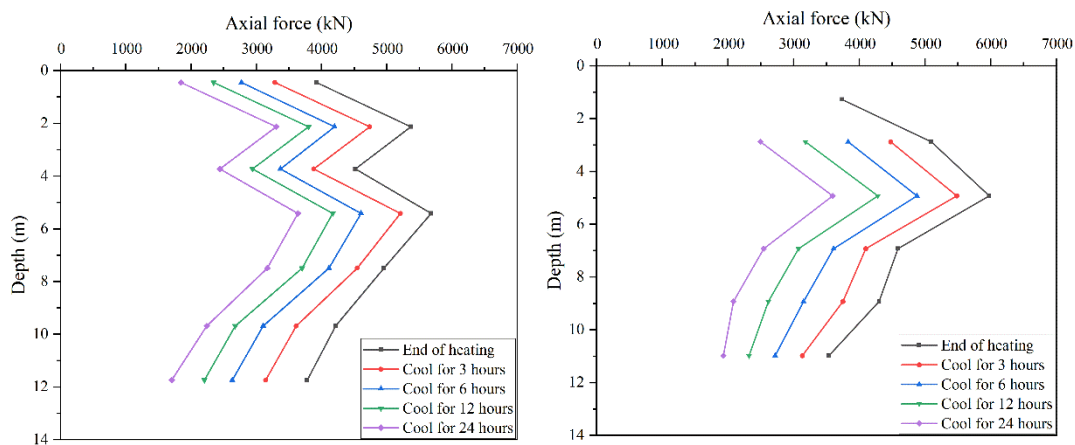 Axial force (kN)
0 1000 2000 3000 4000 5000 6000 7000
0
2
4
6
8
10
12
14
Depth (m)
End of heating
Cool for 3 hours
Cool for 6 hours
Cool for 12 hours
Cool for 24 hours
Axial force (kN)
0 1000 2000 3000 4000 5000 6000 7000
0
2
4
6
8
10
12
14
Depth (m)
End of heating
Cool for 3 hours
Cool for 6 hours
Cool for 12 hours
Cool for 24 hours